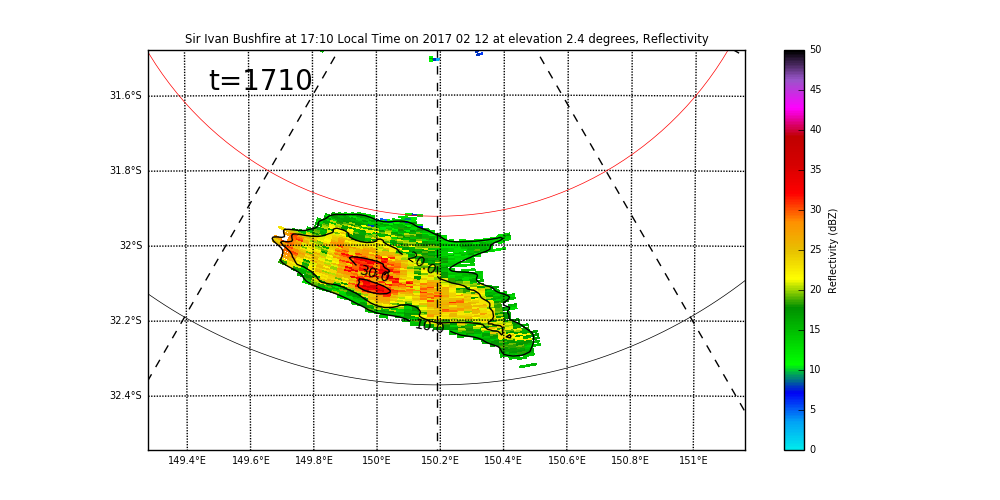 Sir Ivan Bushfire at 17:10 Local Time on 2017 02 12 at elevation 2.4 degrees, Reflectivity
t=1710
31.6°S
31.8°S
32°S
32.2°S
32.4°S
20.0
30.0
10.0
149.4°E 149.6°E 149.8°E 150°E 150.2°E 150.4°E 150.6°E 150.8°E 151°E
50
45
40
35
30
25
20
15
10
5
0
Reflectivity (dBZ)